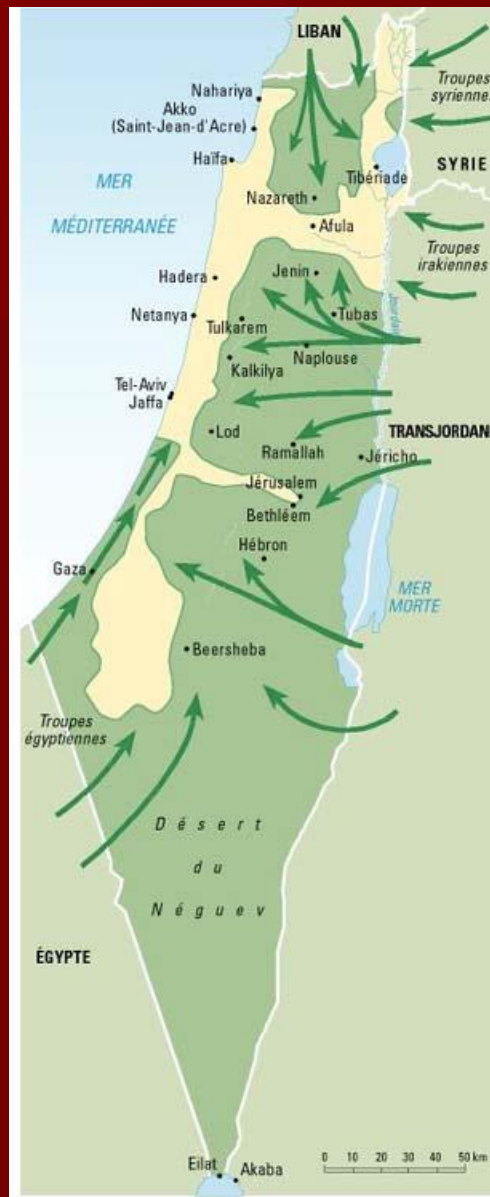 LIBAN
Troupes
syriennes
Nahariya
Akko
(Saint-Jean-d'Acre)
SYRIE
Haïfa
Tibériade
MER
MÉDITERRANÉE
Nazareth
Afula
Troupes
irakiennes
Hadera
Jenin
Jourdain
Netanya
Tulkarem
Tubas
Naplouse
Kalkilya
Tel-Aviv
Jaffa
Lod
Ramallah
TRANSJORDANI
Jéricho
Jérusalem
Bethléem
Hébron
Gaza
MER
MORTE
Beersheba
Troupes
égyptiennes
Désert
du
Néguev
ÉGYPTE
0 10 20 30 40 50 km
Eilat
Akaba